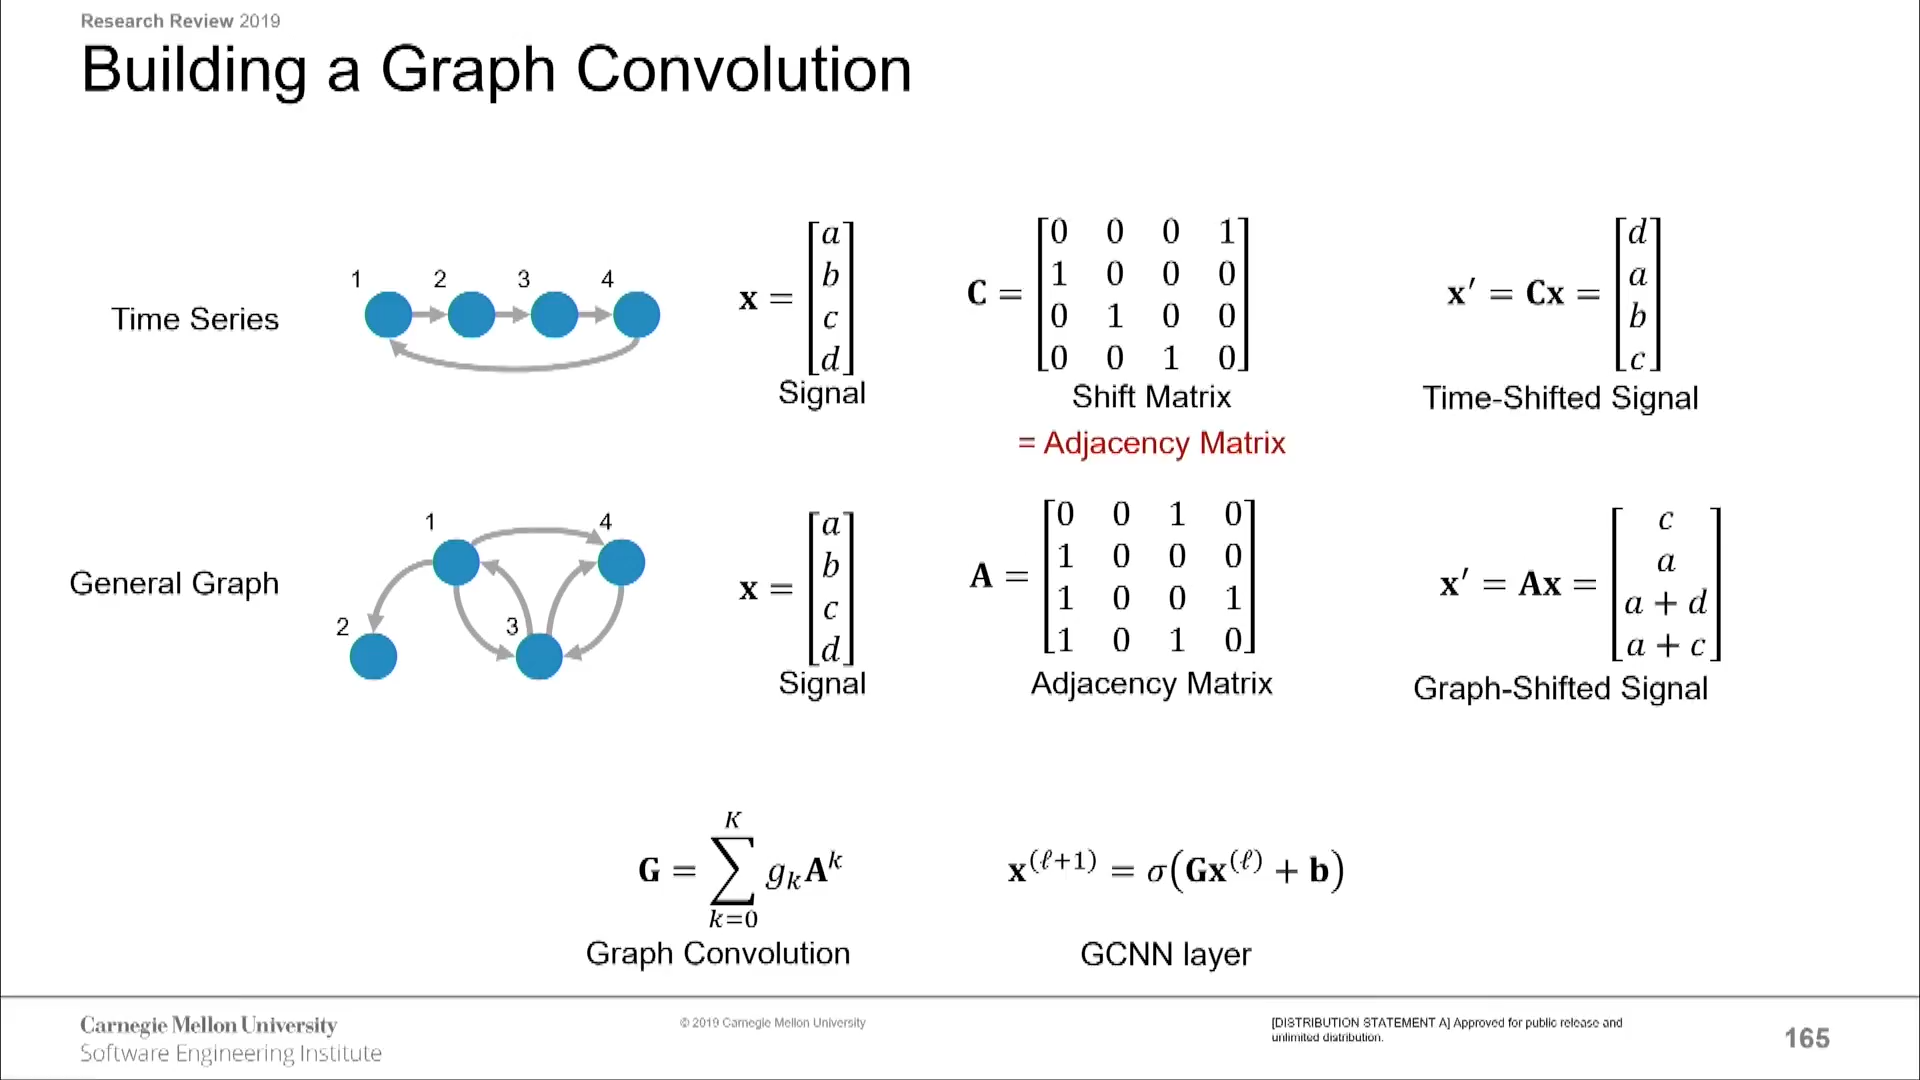 Research Review 2019
Building a Graph Convolution
Time Series
1 2 3 4
x = [a b c d]
Signal
C = [0 0 0 1
1 0 0 0
0 1 0 0
0 0 1 0]
Shift Matrix
= Adjacency Matrix
x′ = Cx = [d a b c]
Time-Shifted Signal
General Graph
1 4
2 3
x = [a b c d]
Signal
A = [0 0 1 0
1 0 0 0
1 0 0 1
1 0 1 0]
Adjacency Matrix
x′ = Ax = [c a a + d a + c]
Graph-Shifted Signal
G = ∑_{k=0}^{K} g_k A^k
Graph Convolution
x^{(ℓ+1)} = σ(Gx^{(ℓ)} + b)
GCNN layer
Carnegie Mellon University
Software Engineering Institute
© 2019 Carnegie Mellon University
[DISTRIBUTION STATEMENT A] Approved for public release and
unlimited distribution.
165